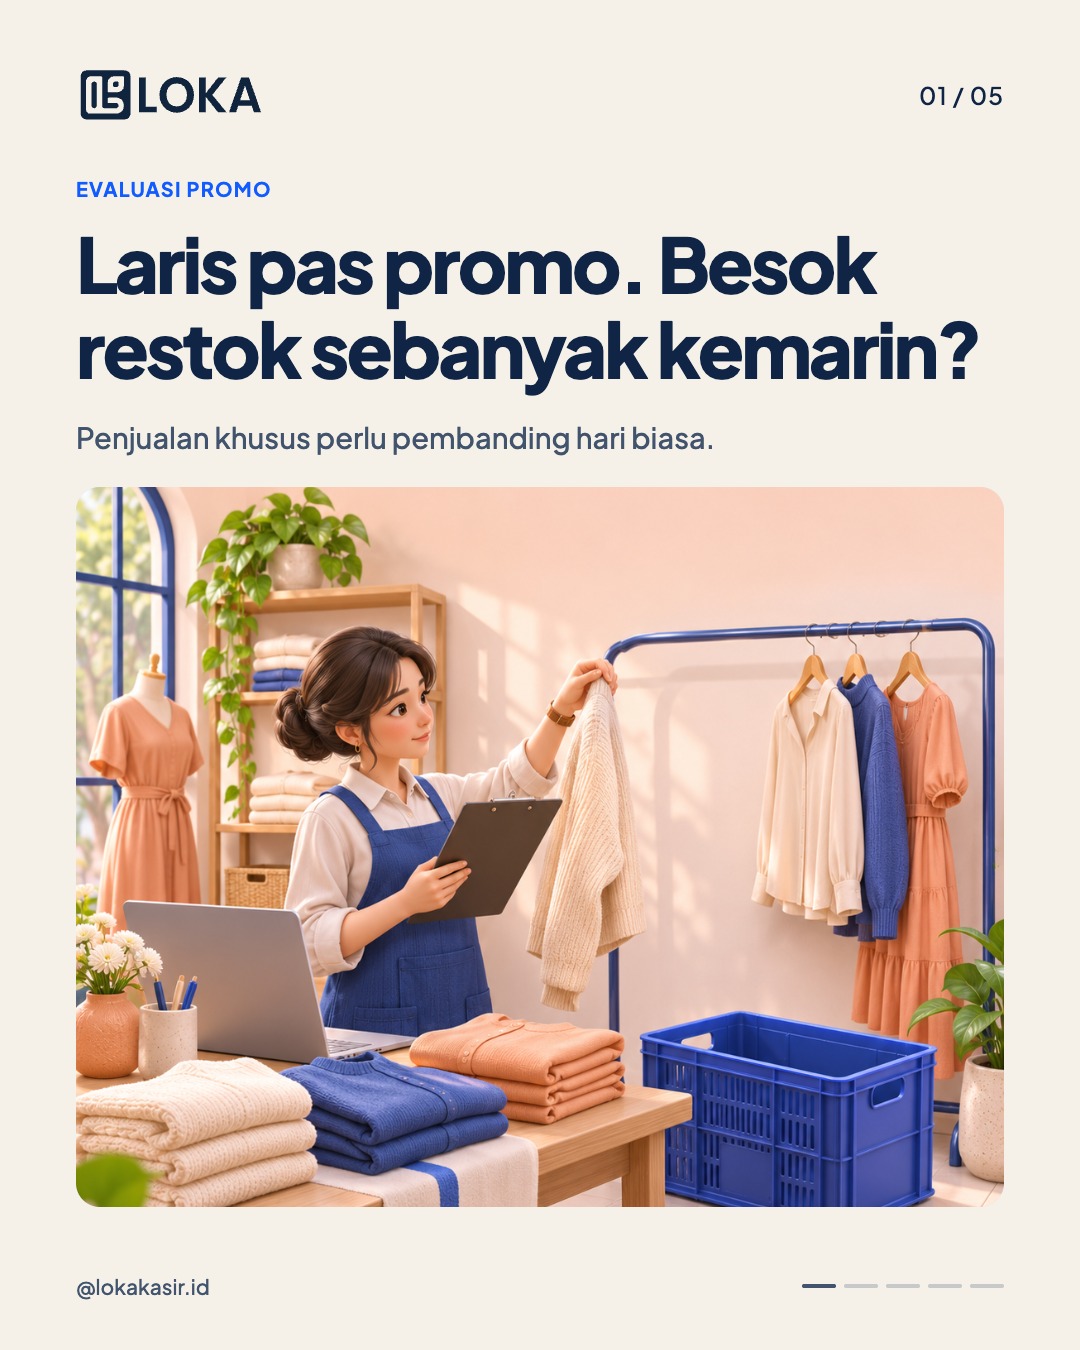 LOKA
01 / 05
EVALUASI PROMO
Laris pas promo. Besok
restok sebanyak kemarin?
Penjualan khusus perlu pembanding hari biasa.
@lokakasir.id